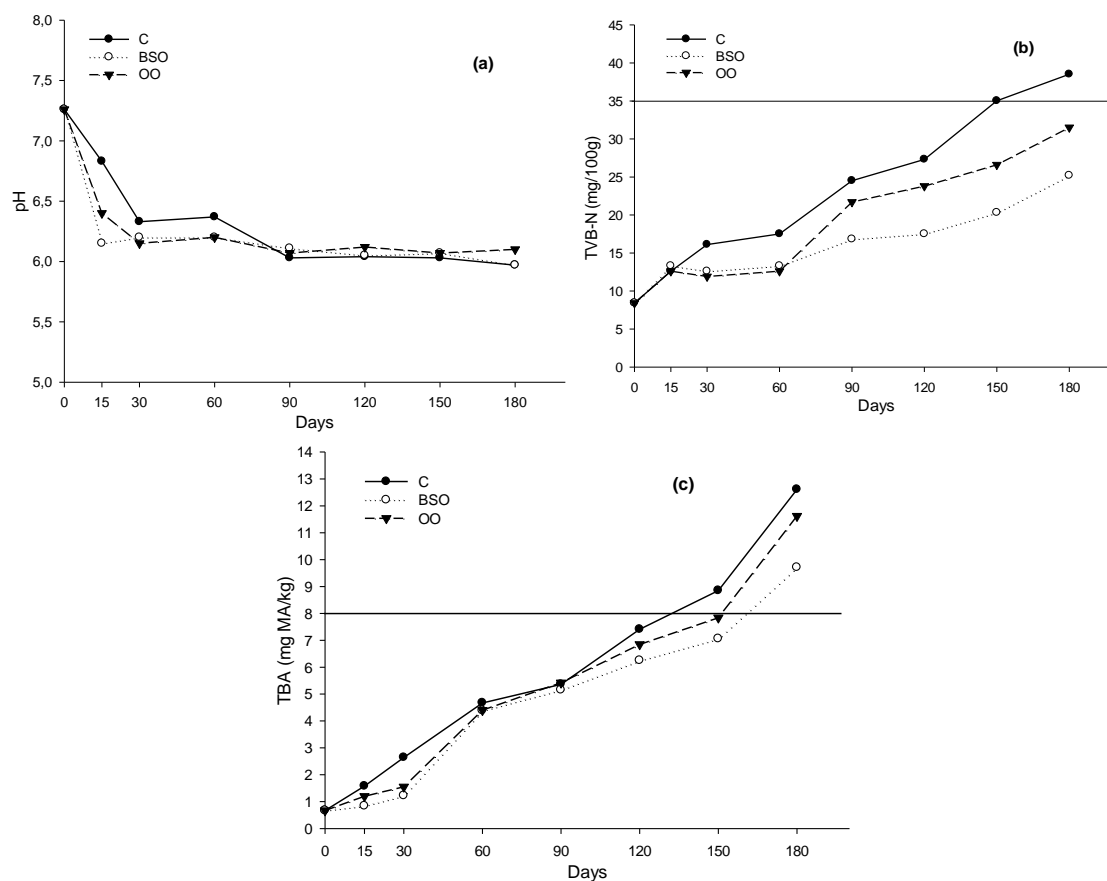 8,0
7,5
7,0
6,5
6,0
5,5
5,0
pH
C
BSO
OO
(a)
0 15 30 60 90 120 150 180
Days
45
40
35
30
25
20
15
10
5
0
TVB-N (mg/100g)
C
BSO
OO
(b)
0 15 30 60 90 120 150 180
Days
14
13
12
11
10
9
8
7
6
5
4
3
2
1
0
TBA (mg MA/kg)
C
BSO
OO
(c)
0 15 30 60 90 120 150 180
Days